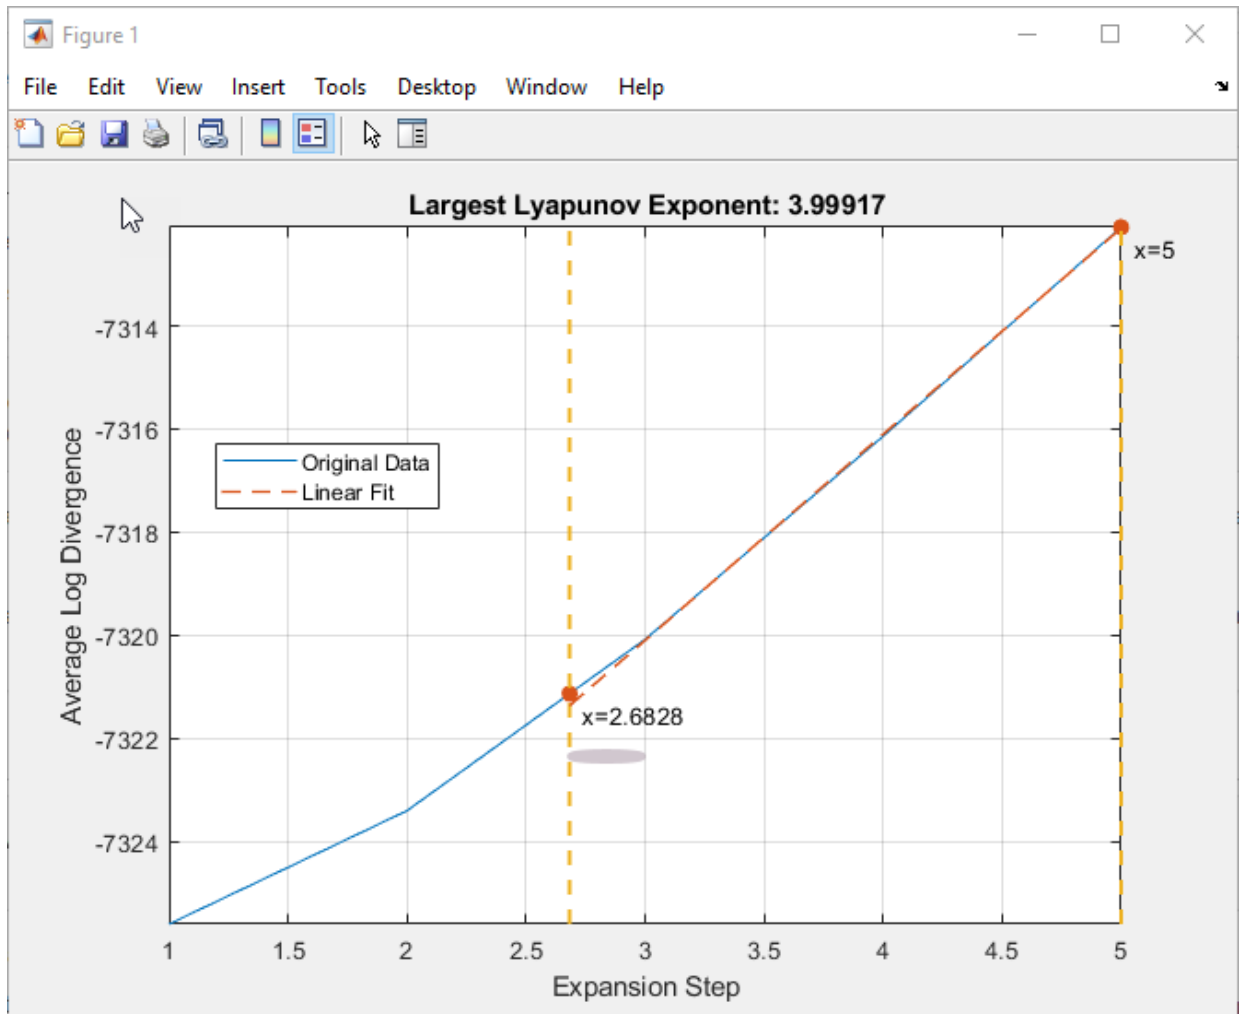 Figure 1
File Edit View Insert Tools Desktop Window Help
Largest Lyapunov Exponent: 3.99917
x=5
-7314
-7316
Original Data
Linear Fit
-7318
-7320
x=2.6828
-7322
-7324
Average Log Divergence
1 1.5 2 2.5 3 3.5 4 4.5 5
Expansion Step